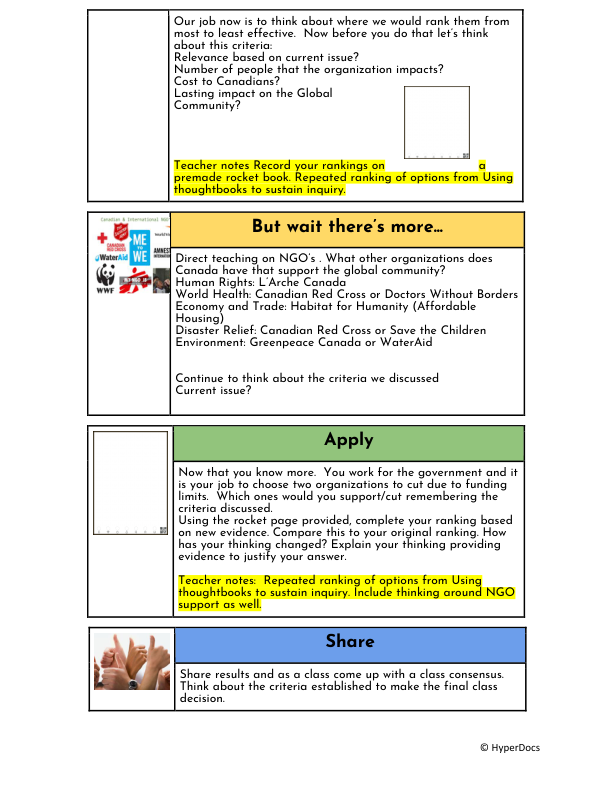 Our job now is to think about where we would rank them from
most to least effective. Now before you do that let's think
about this criteria:
Relevance based on current issue?
Number of people that the organization impacts?
Cost to Canadians?
Lasting impact on the Global
Community?
Teacher notes Record your rankings on a
premade rocket book. Repeated ranking of options from Using
thoughtbooks to sustain inquiry.
Canadian & International NGO
CANADIAN RED CROSS
ME to WE
WaterAid
AMNESTY
INTERNATIONAL
WWF
But wait there's more...
Direct teaching on NGO's . What other organizations does
Canada have that support the global community?
Human Rights: L'Arche Canada
World Health: Canadian Red Cross or Doctors Without Borders
Economy and Trade: Habitat for Humanity (Affordable
Housing)
Disaster Relief: Canadian Red Cross or Save the Children
Environment: Greenpeace Canada or WaterAid
Continue to think about the criteria we discussed
Current issue?
Apply
Now that you know more. You work for the government and it
is your job to choose two organizations to cut due to funding
limits. Which ones would you support/cut remembering the
criteria discussed.
Using the rocket page provided, complete your ranking based
on new evidence. Compare this to your original ranking. How
has your thinking changed? Explain your thinking providing
evidence to justify your answer.
Teacher notes: Repeated ranking of options from Using
thoughtbooks to sustain inquiry. Include thinking around NGO
support as well.
Share
Share results and as a class come up with a class consensus.
Think about the criteria established to make the final class
decision.
© HyperDocs